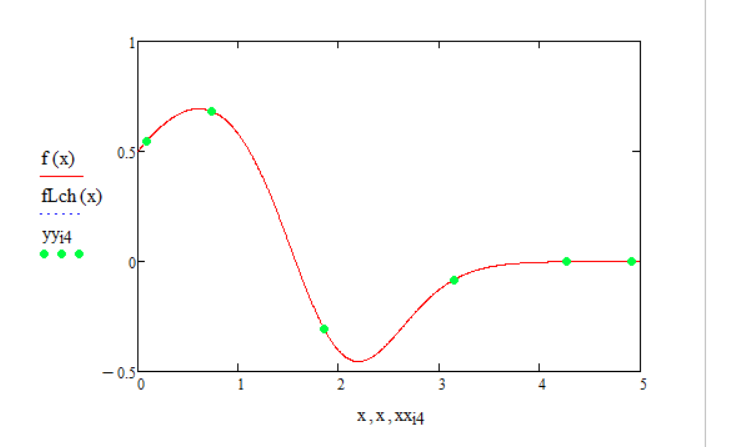 1
f (x)
0.5
fLch (x)
yyi4
0
−0.5
0 1 2 3 4 5
x , x , xxi4